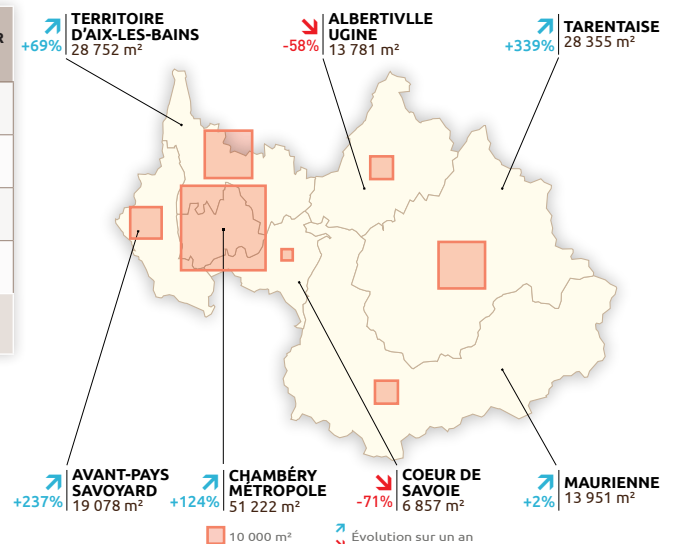 R
TERRITOIRE
D'AIX-LES-BAINS
+69% 28 752 m²
ALBERTIVLLE
UGINE
-58% 13 781 m²
TARENTAISE
+339% 28 355 m²
AVANT-PAYS
SAVOYARD
+237% 19 078 m²
CHAMBÉRY
MÉTROPOLE
+124% 51 222 m²
COEUR DE
SAVOIE
-71% 6 857 m²
MAURIENNE
+2% 13 951 m²
10 000 m²
Évolution sur un an